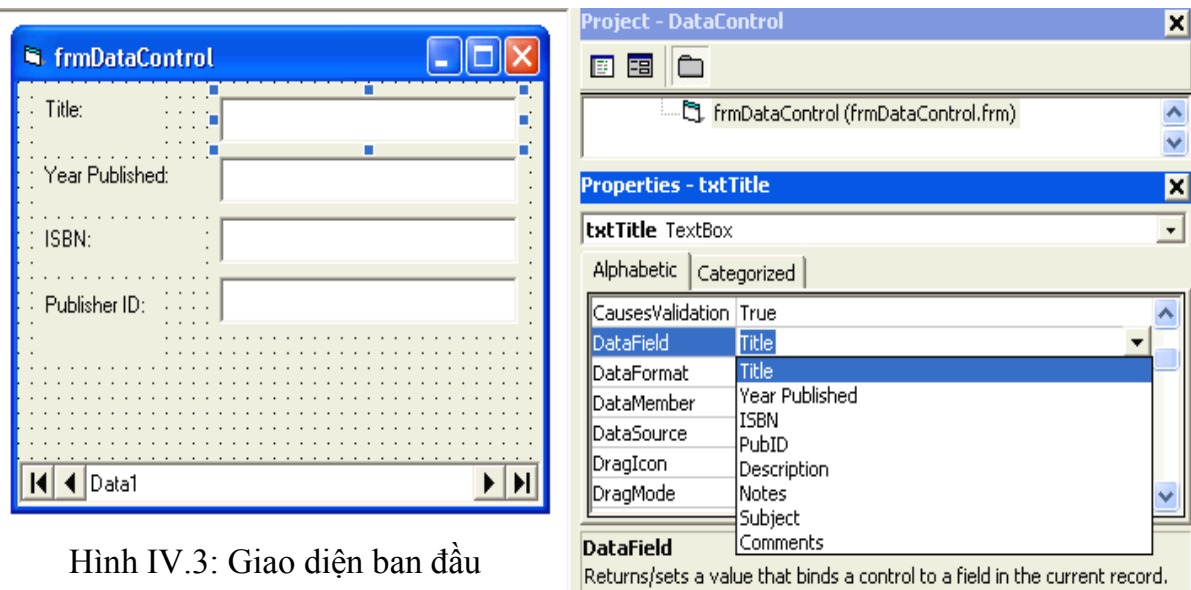 frmDataControl
Title:
Year Published:
ISBN:
Publisher ID:
Data1
Hình IV.3: Giao diện ban đầu
Project - DataControl
frmDataControl (frmDataControl.frm)
Properties - txtTitle
txtTitle TextBox
Alphabetic Categorized
CausesValidation True
DataField Title
DataFormat
DataMember
DataSource
DragIcon
DragMode
Title
Year Published
ISBN
PubID
Description
Notes
Subject
Comments
DataField
Returns/sets a value that binds a control to a field in the current record.